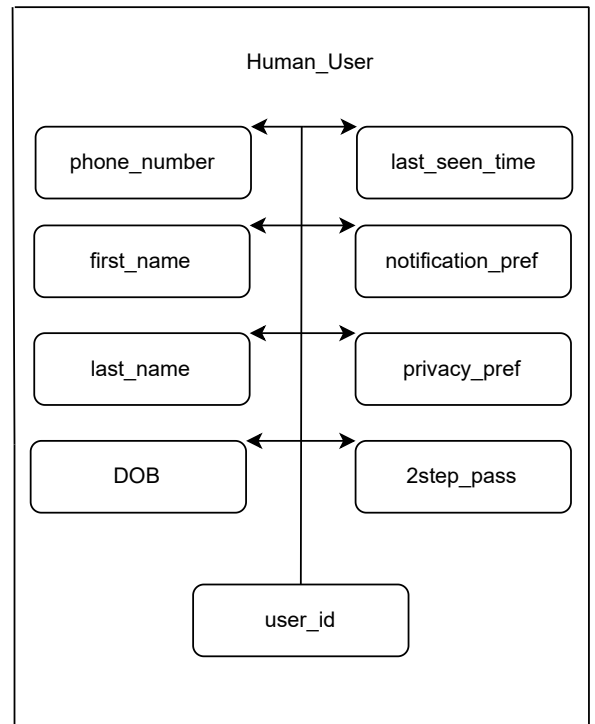 Human_User
phone_number
last_seen_time
first_name
notification_pref
last_name
privacy_pref
DOB
2step_pass
user_id